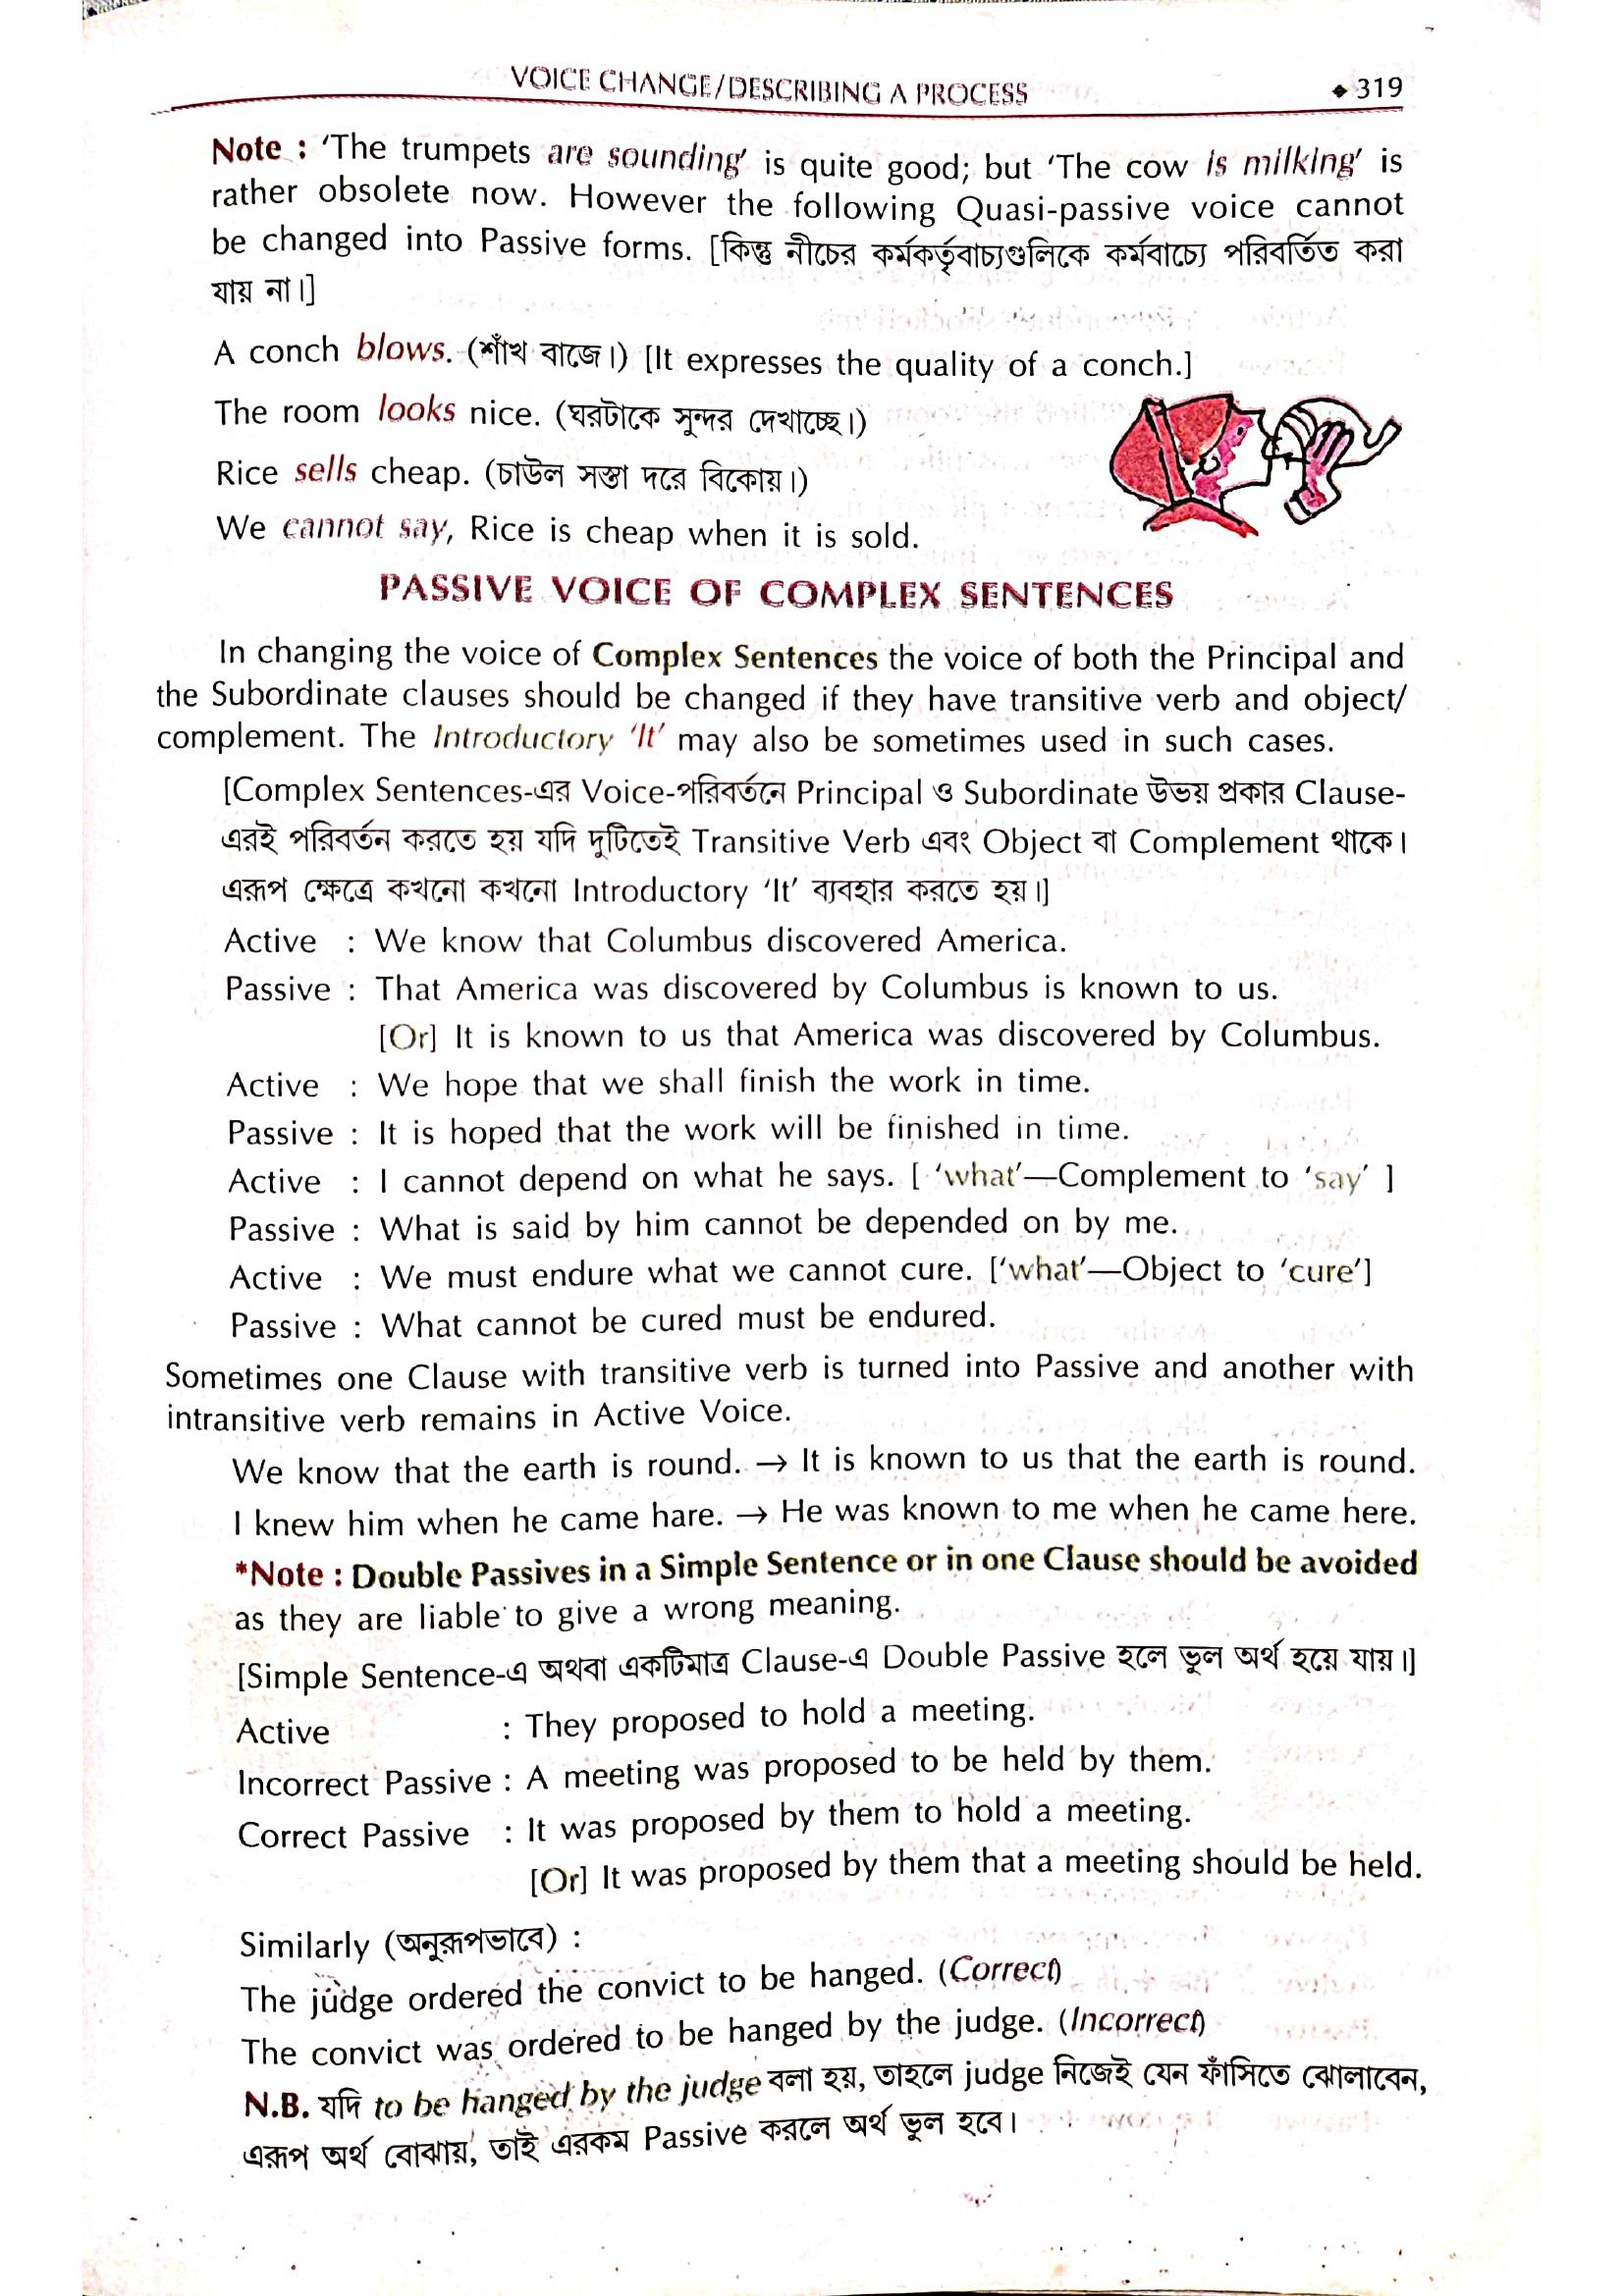 VOICE CHANGE/DESCRIBING A PROCESS ◆ 319
Note : ‘The trumpets are sounding’ is quite good; but ‘The cow is milking’ is
rather obsolete now. However the following Quasi-passive voice cannot
be changed into Passive forms. [কিন্তু নীচের কর্মকর্তৃবাচ্যগুলিকে কর্মবাচ্যে পরিবর্তিত করা
যায় না।]
A conch blows. (শাঁখ বাজে।) [It expresses the quality of a conch.]
The room looks nice. (ঘরটাকে সুন্দর দেখাচ্ছে।)
Rice sells cheap. (চাউল সস্তা দরে বিকোয়।)
We cannot say, Rice is cheap when it is sold.
PASSIVE VOICE OF COMPLEX SENTENCES
In changing the voice of Complex Sentences the voice of both the Principal and
the Subordinate clauses should be changed if they have transitive verb and object/
complement. The Introductory ‘It’ may also be sometimes used in such cases.
[Complex Sentences-এর Voice-পরিবর্তনে Principal ও Subordinate উভয় প্রকার Clause-
এরই পরিবর্তন করতে হয় যদি দুটিতেই Transitive Verb এবং Object বা Complement থাকে।
এরূপ ক্ষেত্রে কখনো কখনো Introductory ‘It’ ব্যবহার করতে হয়।]
Active : We know that Columbus discovered America.
Passive : That America was discovered by Columbus is known to us.
[Or] It is known to us that America was discovered by Columbus.
Active : We hope that we shall finish the work in time.
Passive : It is hoped that the work will be finished in time.
Active : I cannot depend on what he says. [ ‘what’—Complement to ‘say’ ]
Passive : What is said by him cannot be depended on by me.
Active : We must endure what we cannot cure. [‘what’—Object to ‘cure’]
Passive : What cannot be cured must be endured.
Sometimes one Clause with transitive verb is turned into Passive and another with
intransitive verb remains in Active Voice.
We know that the earth is round. → It is known to us that the earth is round.
I knew him when he came hare. → He was known to me when he came here.
*Note : Double Passives in a Simple Sentence or in one Clause should be avoided
as they are liable to give a wrong meaning.
[Simple Sentence-এ অথবা একটিমাত্র Clause-এ Double Passive হলে ভুল অর্থ হয়ে যায়।]
Active : They proposed to hold a meeting.
Incorrect Passive : A meeting was proposed to be held by them.
Correct Passive : It was proposed by them to hold a meeting.
[Or] It was proposed by them that a meeting should be held.
Similarly (অনুরূপভাবে) :
The judge ordered the convict to be hanged. (Correct)
The convict was ordered to be hanged by the judge. (Incorrect)
N.B. যদি to be hanged by the judge বলা হয়, তাহলে judge নিজেই যেন ফাঁসিতে ঝোলাবেন,
এরূপ অর্থ বোঝায়, তাই এরকম Passive করলে অর্থ ভুল হবে।